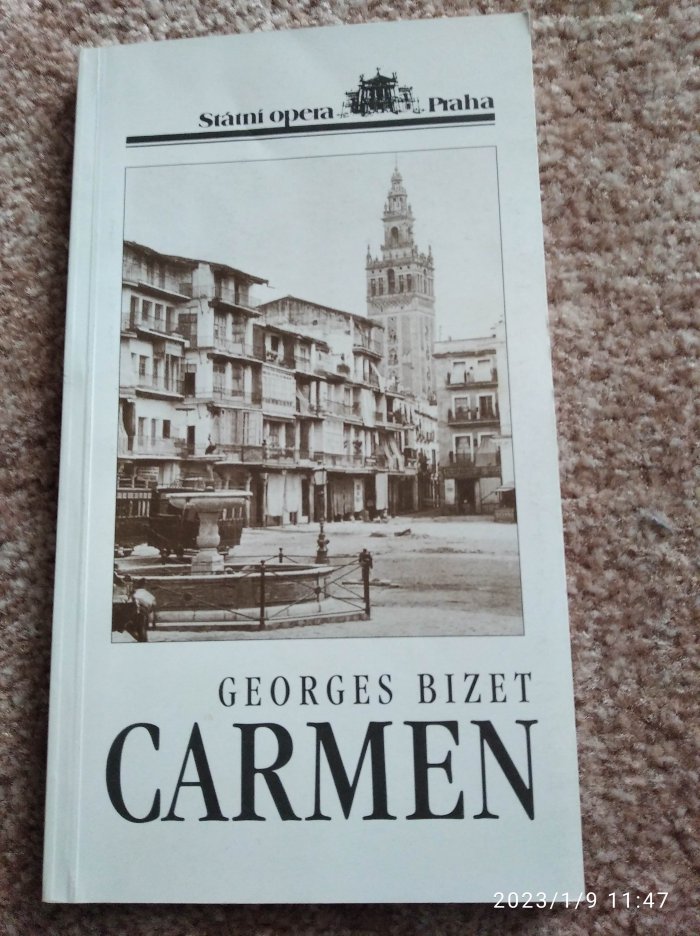 Státní opera Praha
GEORGES BIZET
CARMEN
2023/1/9 11:47